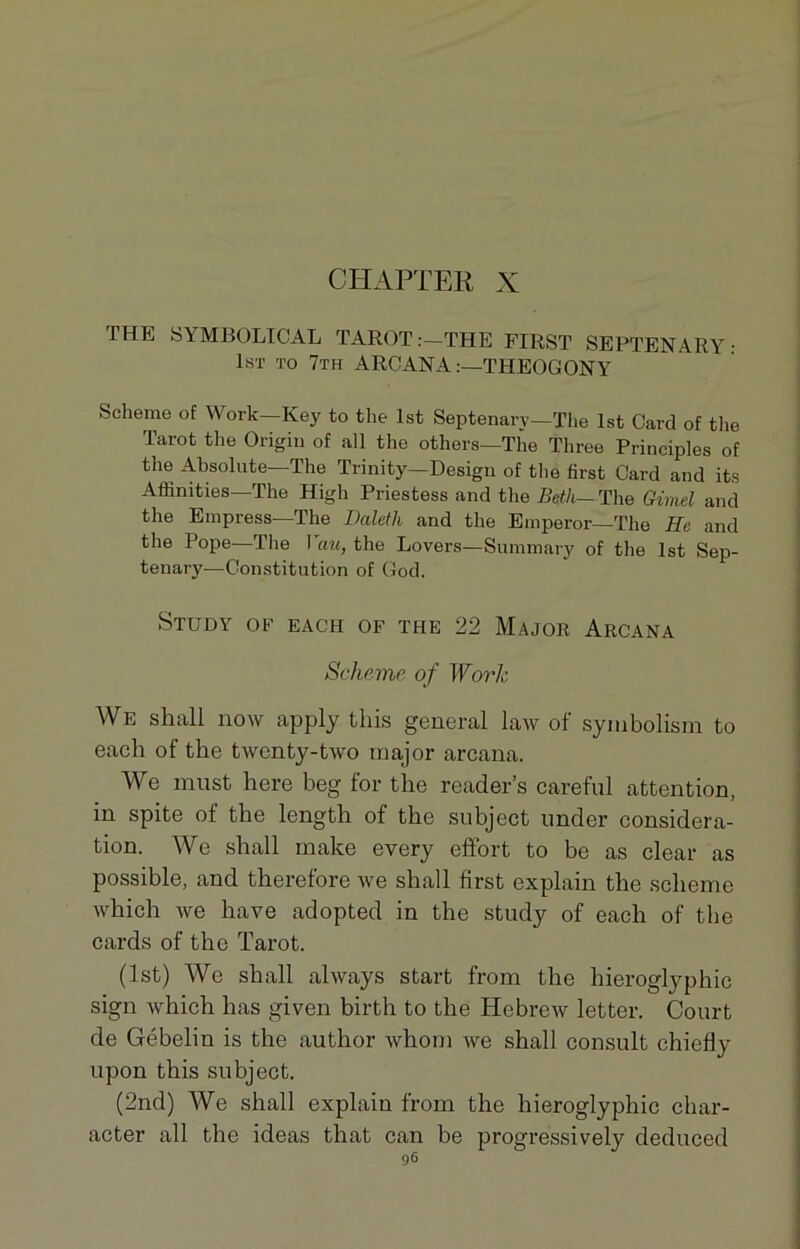 CHAPTER X
THE SYMBOLICAL TAROT:—THE FIRST SEPTENARY:
1ST TO 7TH ARCANA:—THEOGONY
Scheme of Work—Key to the 1st Septenary—The 1st Card of the
Tarot the Origin of all the others—The Three Principles of
the Absolute—The Trinity—Design of the first Card and its
Affinities—The High Priestess and the Beth—The Gimel and
the Empress—The Daleth and the Emperor—The He and
the Pope—The Vau, the Lovers—Summary of the 1st Sep-
tenary—Constitution of God.
STUDY OF EACH OF THE 22 MAJOR ARCANA
Scheme of Work
WE shall now apply this general law of symbolism to
each of the twenty-two major arcana.
We must here beg for the reader's careful attention,
in spite of the length of the subject under considera-
tion. We shall make every effort to be as clear as
possible, and therefore we shall first explain the scheme
which we have adopted in the study of each of the
cards of the Tarot.
(1st) We shall always start from the hieroglyphic
sign which has given birth to the Hebrew letter. Court
de Gébelin is the author whom we shall consult chiefly
upon this subject.
(2nd) We shall explain from the hieroglyphic char-
acter all the ideas that can be progressively deduced
96